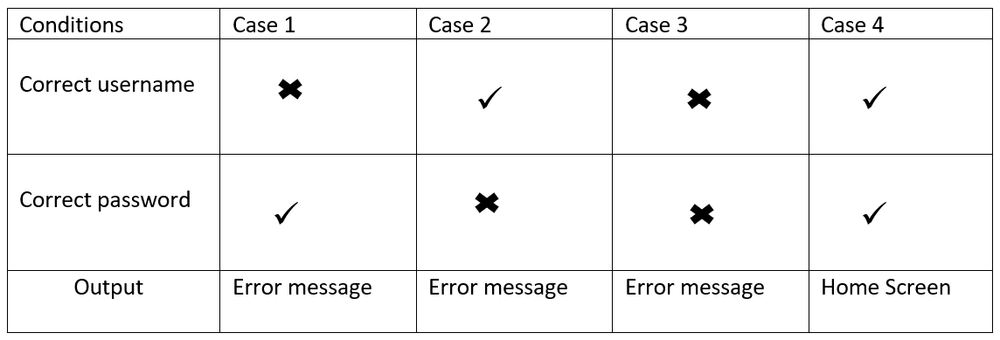 Conditions Case 1 Case 2 Case 3 Case 4
Correct username ✖ ✓ ✖ ✓
Correct password ✓ ✖ ✖ ✓
Output Error message Error message Error message Home Screen